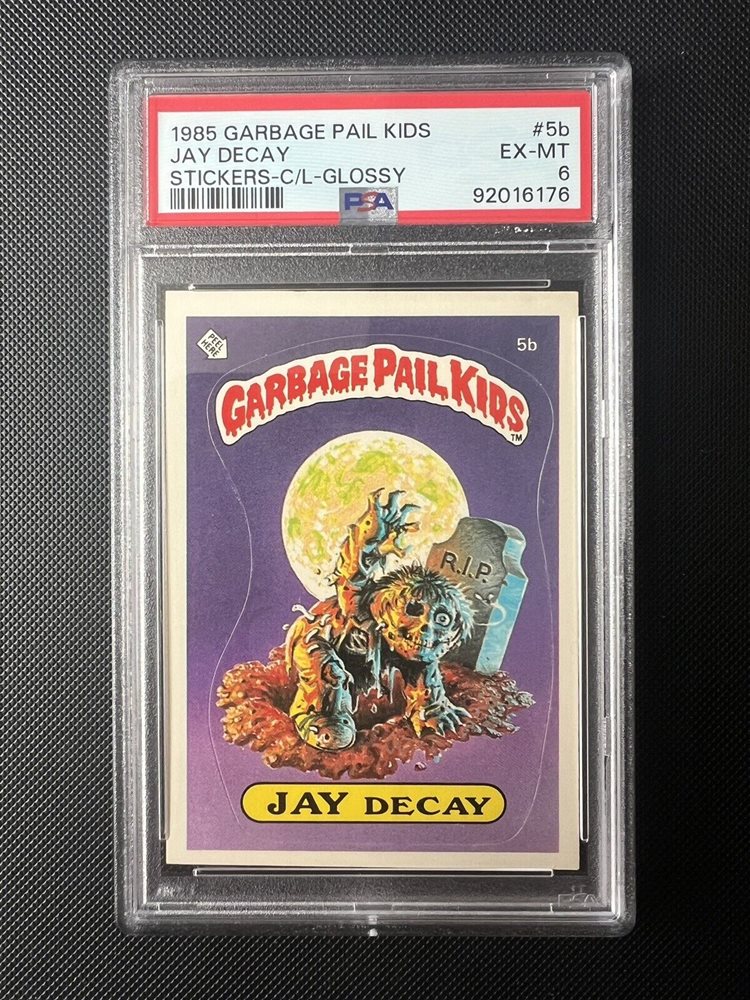 1985 GARBAGE PAIL KIDS #5b
JAY DECAY EX-MT
STICKERS-C/L-GLOSSY 6
PSA 92016176
PEEL
HERE
5b
GARBAGE PAIL KIDS
TM
R.I.P.
JAY DECAY